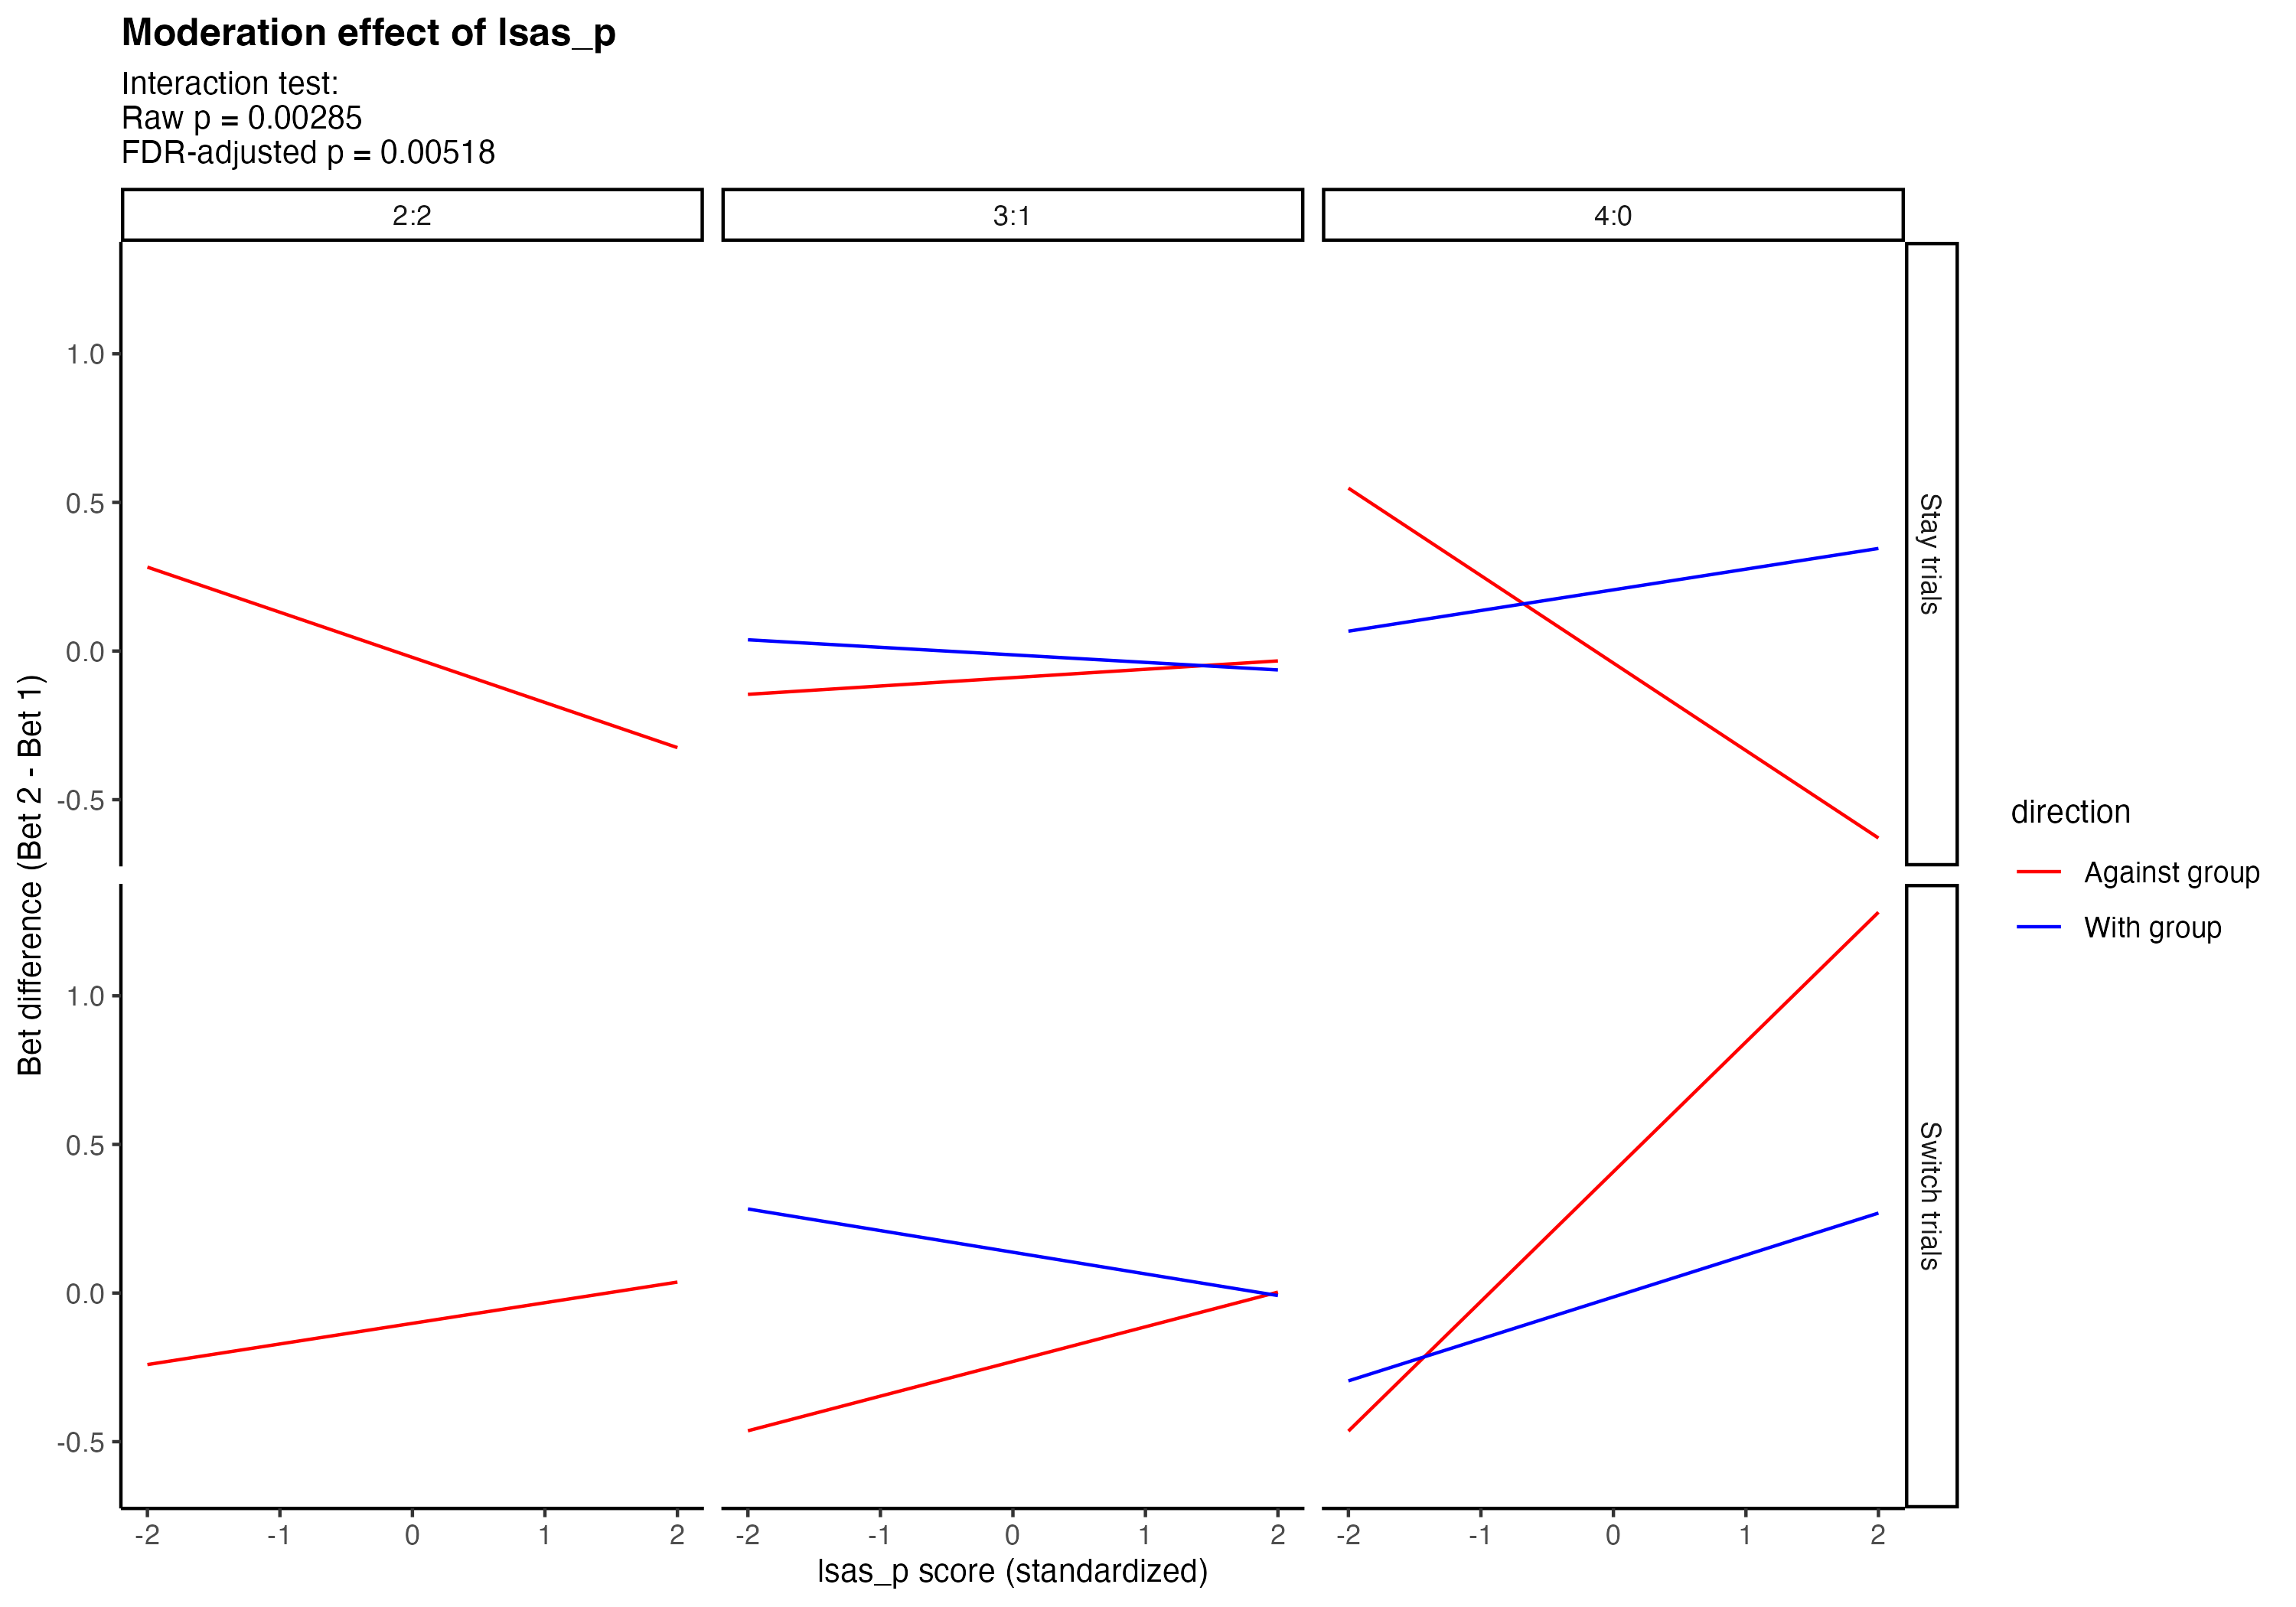 Moderation effect of lsas_p
Interaction test:
Raw p = 0.00285
FDR-adjusted p = 0.00518
2:2
3:1
4:0
1.0
0.5
0.0
-0.5
Stay trials
1.0
0.5
0.0
-0.5
Switch trials
Bet difference (Bet 2 - Bet 1)
-2 -1 0 1 2
-2 -1 0 1 2
-2 -1 0 1 2
lsas_p score (standardized)
direction
Against group
With group